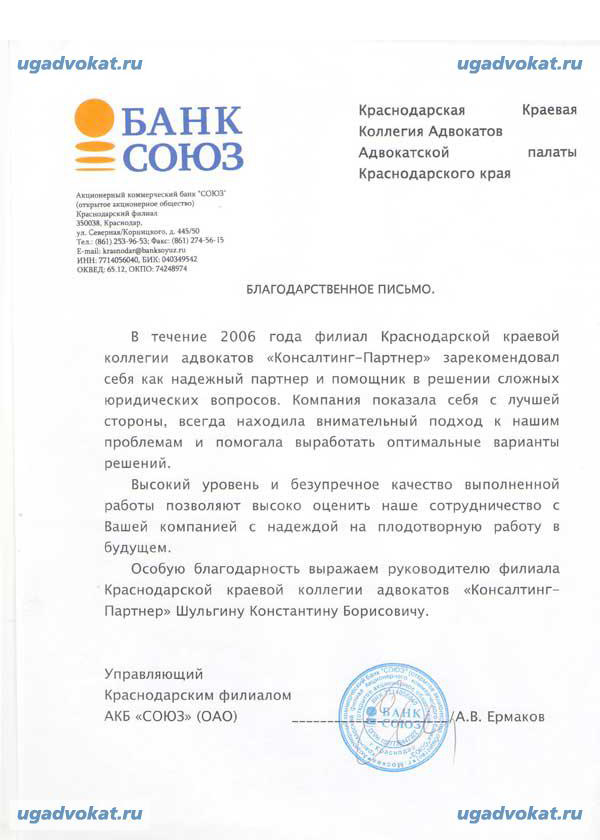 ugadvokat.ru
ugadvokat.ru
БАНК
СОЮЗ
Акционерный коммерческий банк "СОЮЗ"
(открытое акционерное общество)
Краснодарский филиал
350038, Краснодар,
ул. Северная/Корницкого, д. 445/50
Тел.: (861) 253-96-53; Факс: (861) 274-56-15
E-mail: krasnodar@banksoyuz.ru
ИНН: 7714056040, БИК: 040349542
ОКВЕД: 65.12, ОКПО: 74248974
Краснодарская Краевая
Коллегия Адвокатов
Адвокатской палаты
Краснодарского края
БЛАГОДАРСТВЕННОЕ ПИСЬМО.
В течение 2006 года филиал Краснодарской краевой
коллегии адвокатов «Консалтинг-Партнер» зарекомендовал
себя как надежный партнер и помощник в решении сложных
юридических вопросов. Компания показала себя с лучшей
стороны, всегда находила внимательный подход к нашим
проблемам и помогала выработать оптимальные варианты
решений.
Высокий уровень и безупречное качество выполненной
работы позволяют высоко оценить наше сотрудничество с
Вашей компанией с надеждой на плодотворную работу в
будущем.
Особую благодарность выражаем руководителю филиала
Краснодарской краевой коллегии адвокатов «Консалтинг-
Партнер» Шульгину Константину Борисовичу.
Управляющий
Краснодарским филиалом
АКБ «СОЮЗ» (ОАО) /А.В. Ермаков
БАНК
СОЮЗ
г. Краснодар
ugadvokat.ru
ugadvokat.ru